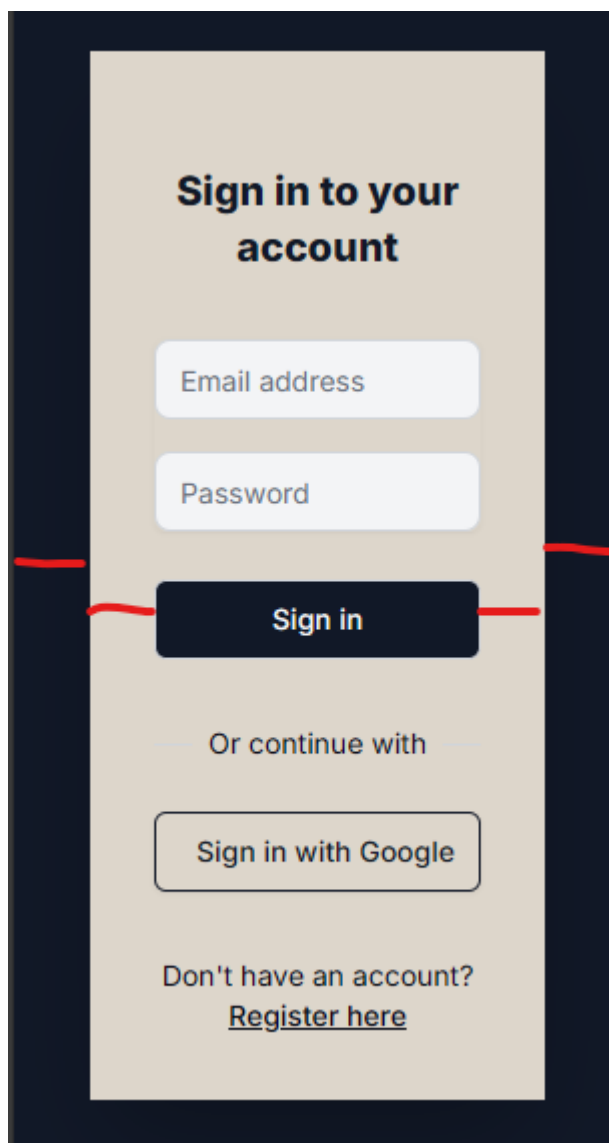 Sign in to your
account
Email address
Password
Sign in
Or continue with
Sign in with Google
Don't have an account?
Register here